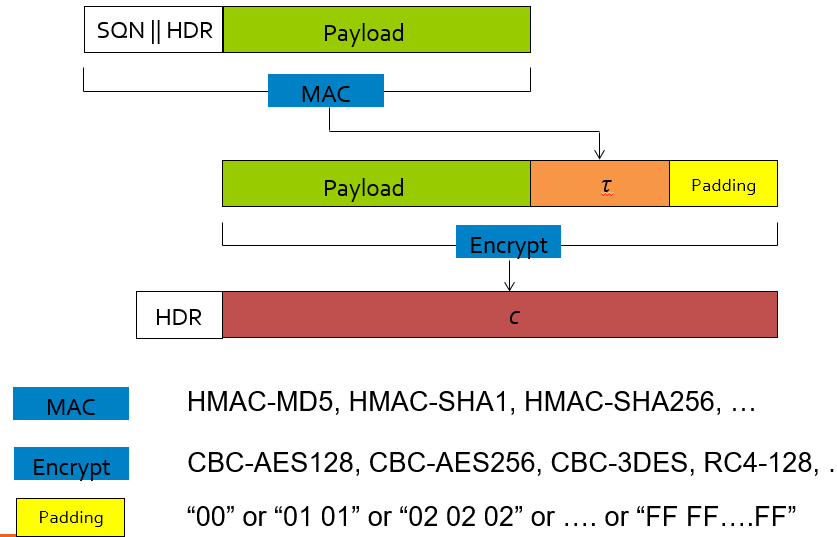 SQN || HDR Payload
MAC
Payload τ Padding
Encrypt
HDR c
MAC HMAC-MD5, HMAC-SHA1, HMAC-SHA256, …
Encrypt CBC-AES128, CBC-AES256, CBC-3DES, RC4-128, .
Padding “00” or “01 01” or “02 02 02” or …. or “FF FF….FF”